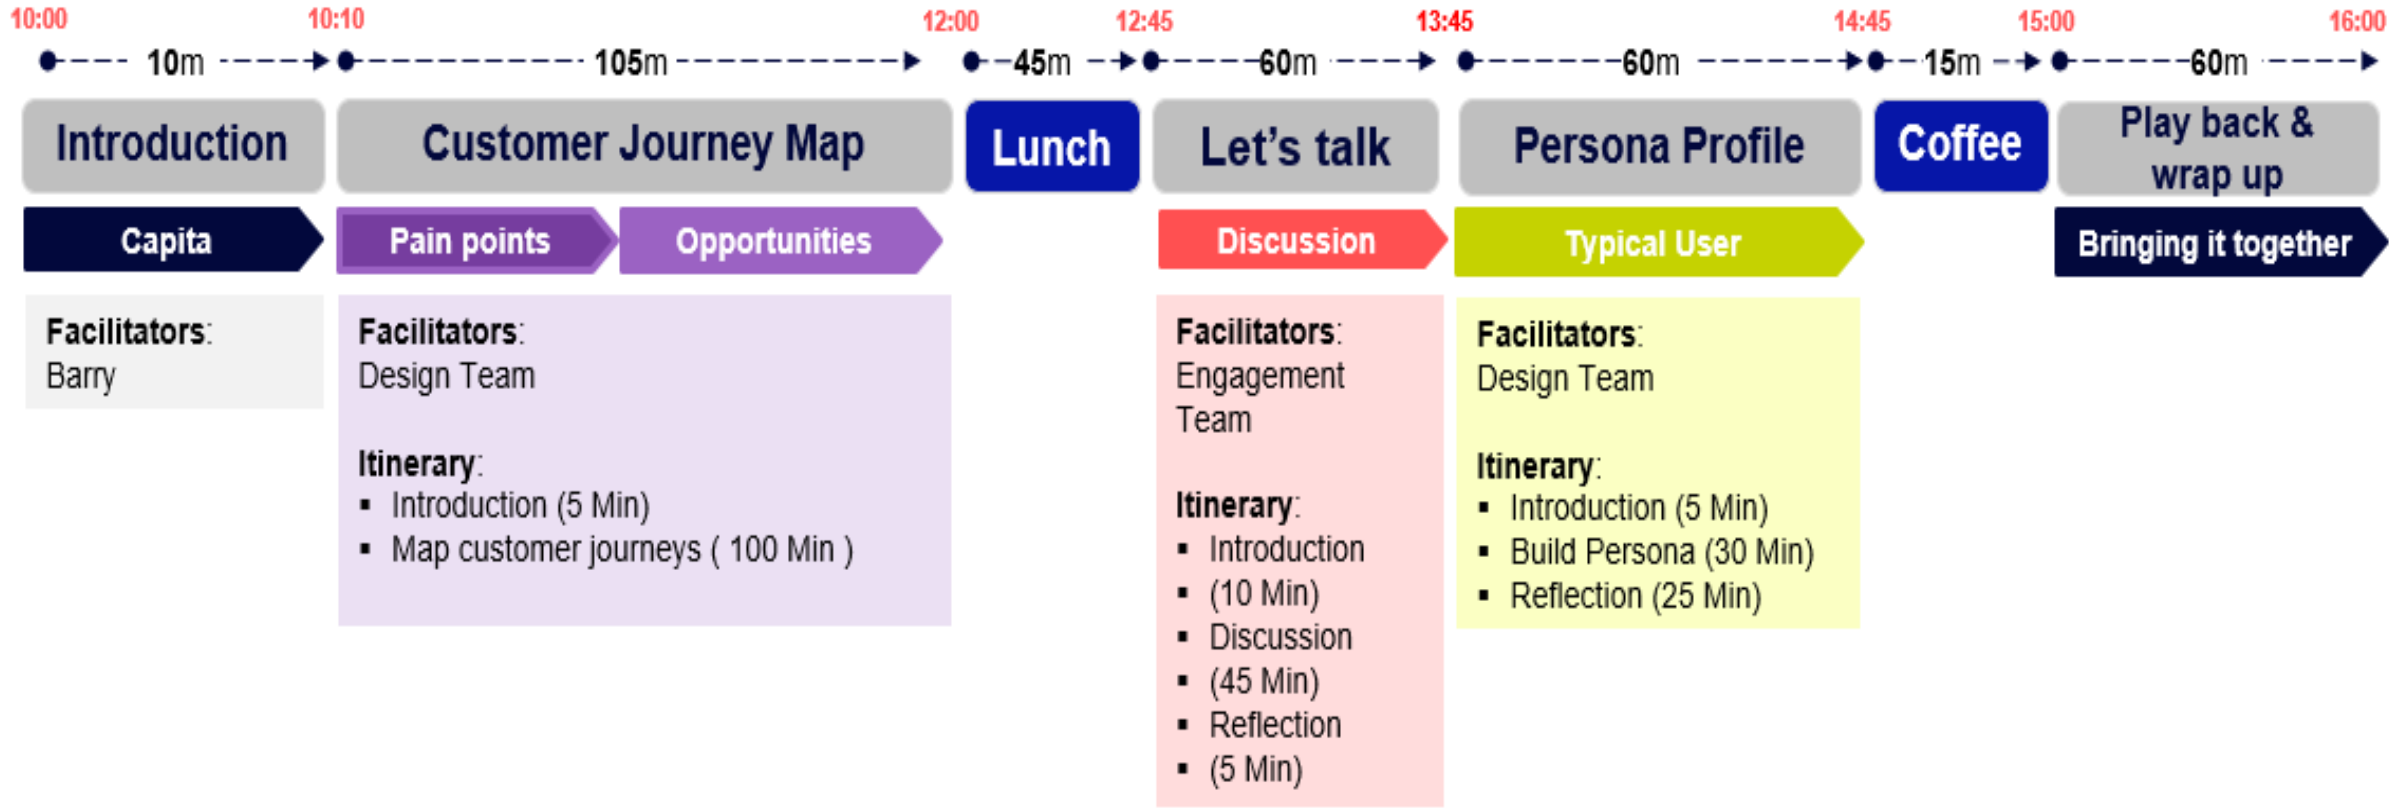 10:00 10:10 12:00 12:45 13:45 14:45 15:00 16:00
10m 105m 45m 60m 60m 15m 60m
Introduction
Customer Journey Map
Lunch
Let's talk
Persona Profile
Coffee
Play back &
wrap up
Capita
Pain points
Opportunities
Discussion
Typical User
Bringing it together
Facilitators:
Barry
Facilitators:
Design Team
Itinerary:
▪ Introduction (5 Min)
▪ Map customer journeys ( 100 Min )
Facilitators:
Engagement
Team
Itinerary:
▪ Introduction
▪ (10 Min)
▪ Discussion
▪ (45 Min)
▪ Reflection
▪ (5 Min)
Facilitators:
Design Team
Itinerary:
▪ Introduction (5 Min)
▪ Build Persona (30 Min)
▪ Reflection (25 Min)